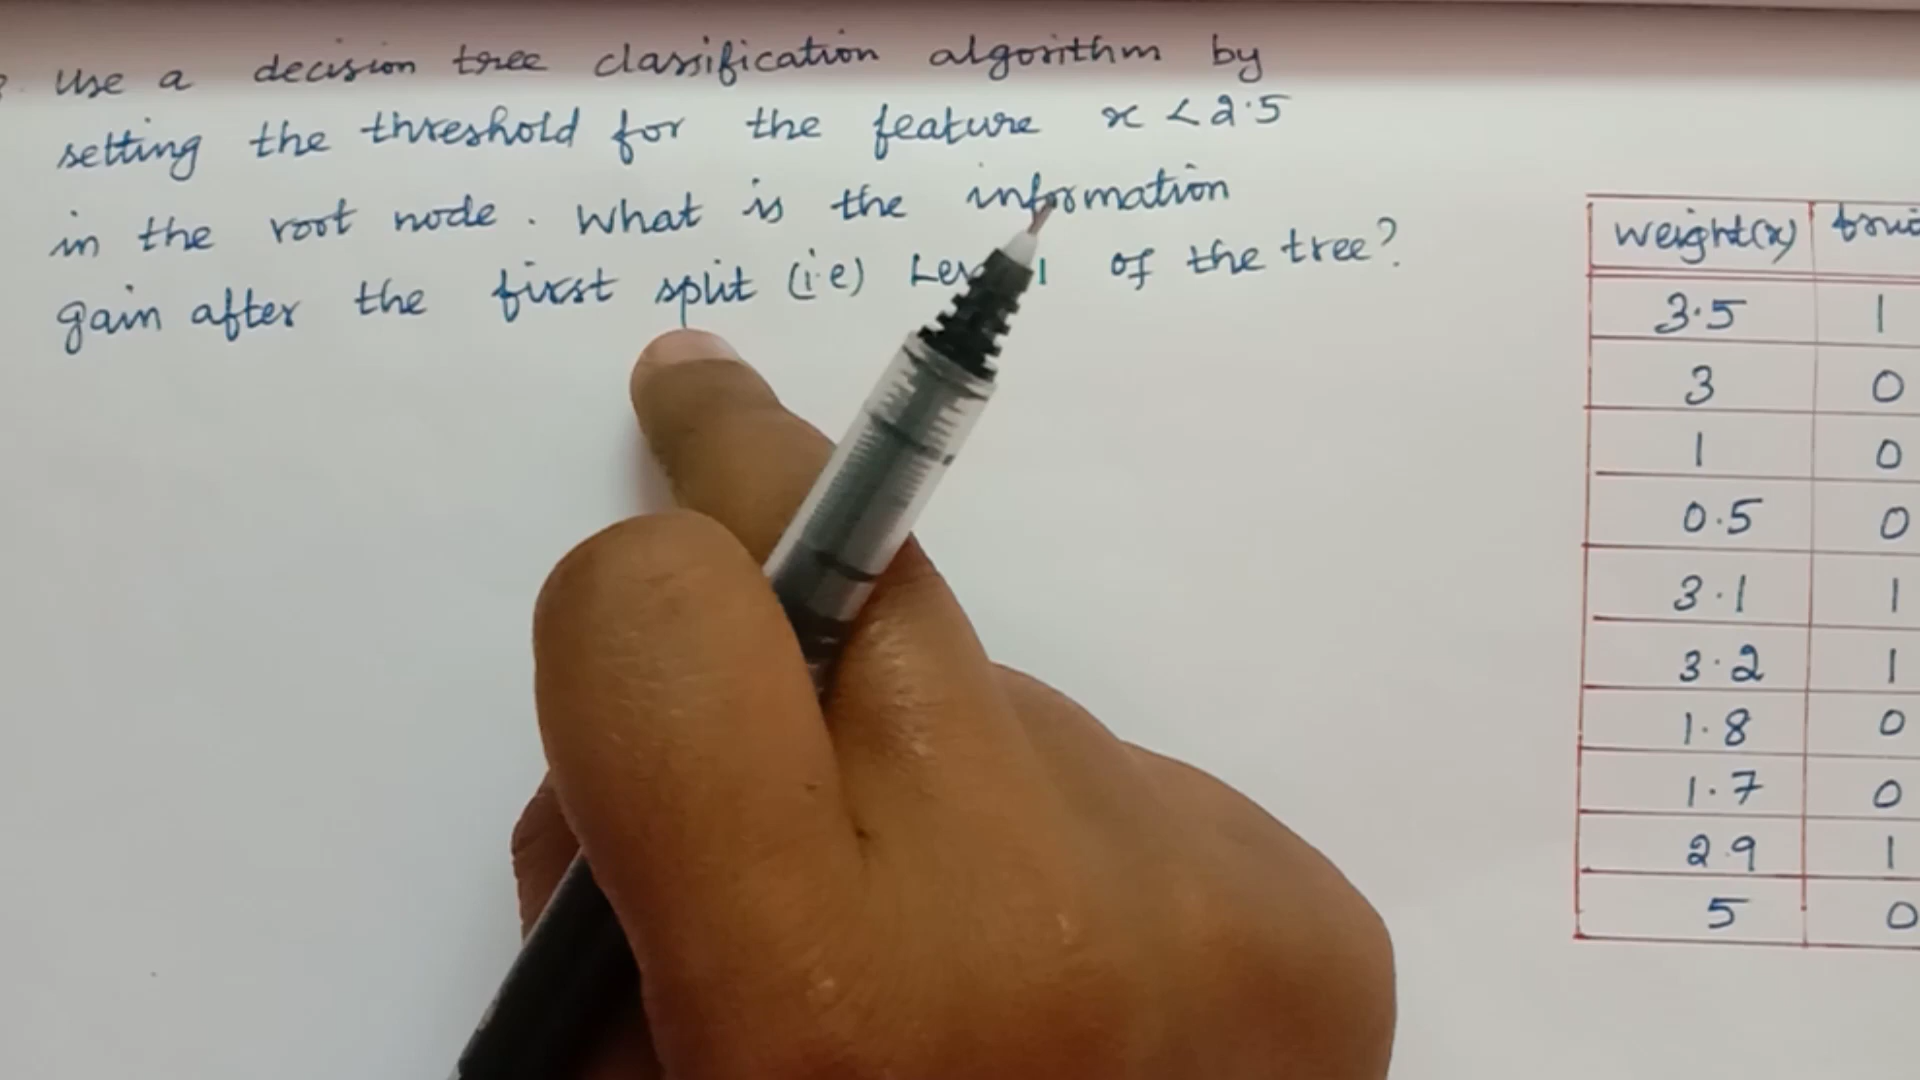 Use a decision tree classification algorithm by
setting the threshold for the feature x < 2.5
in the root node. What is the information
gain after the first split (i.e) 1 of the tree?
weight(x)
3.5 1
3 0
1 0
0.5 0
3.1 1
3.2 1
1.8 0
1.7 0
2.9 1
5 0